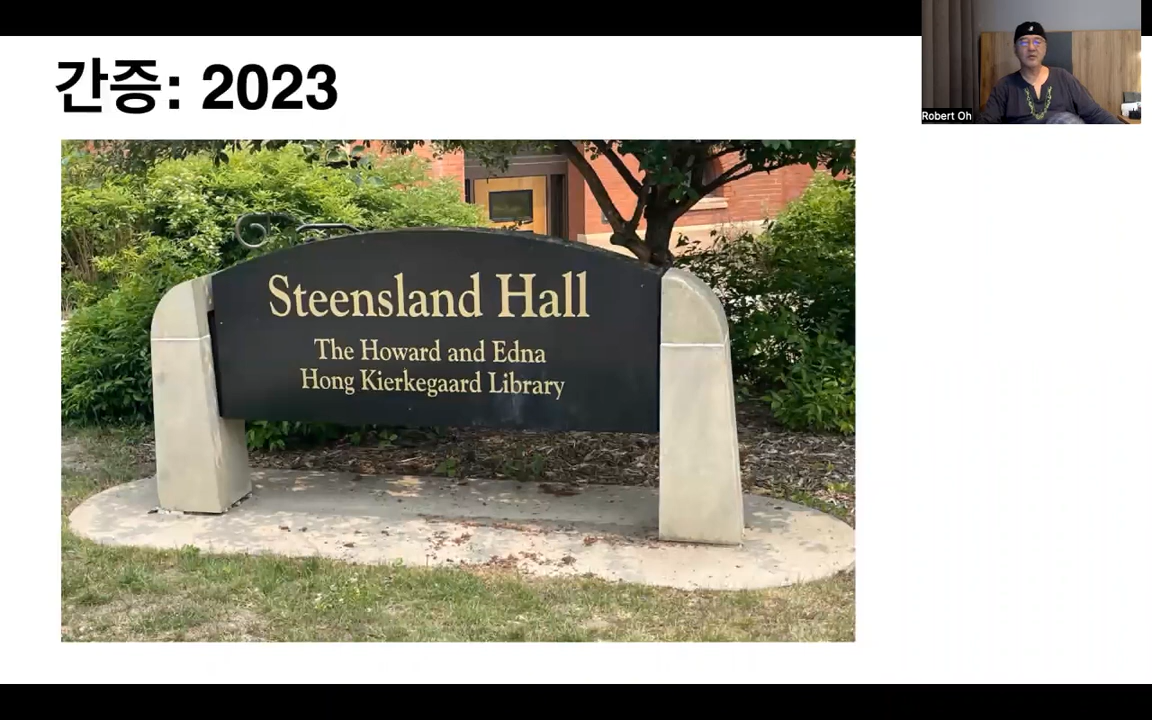 간증: 2023
Robert Oh
Steensland Hall
The Howard and Edna
Hong Kierkegaard Library